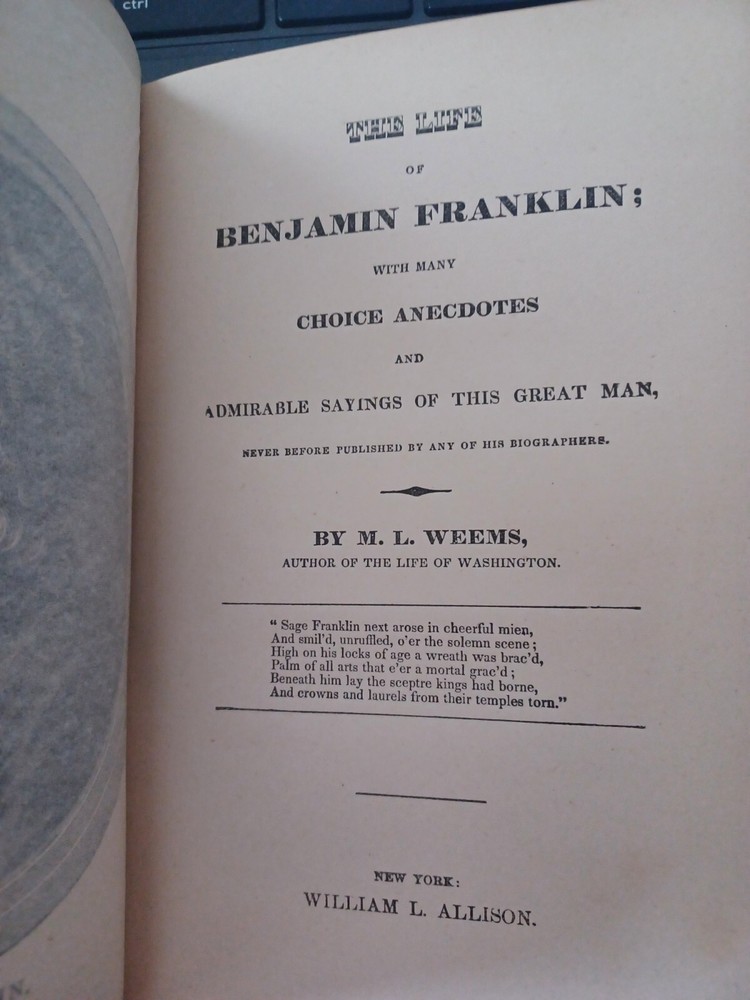 ctrl
THE LIFE
OF
BENJAMIN FRANKLIN;
WITH MANY
CHOICE ANECDOTES
AND
ADMIRABLE SAYINGS OF THIS GREAT MAN,
NEVER BEFORE PUBLISHED BY ANY OF HIS BIOGRAPHERS.
BY M. L. WEEMS,
AUTHOR OF THE LIFE OF WASHINGTON.
" Sage Franklin next arose in cheerful mien,
And smil'd, unruffled, o'er the solemn scene;
High on his locks of age a wreath was brac'd,
Palm of all arts that e'er a mortal grac'd;
Beneath him lay the sceptre kings had borne,
And crowns and laurels from their temples torn."
NEW YORK:
WILLIAM L. ALLISON.